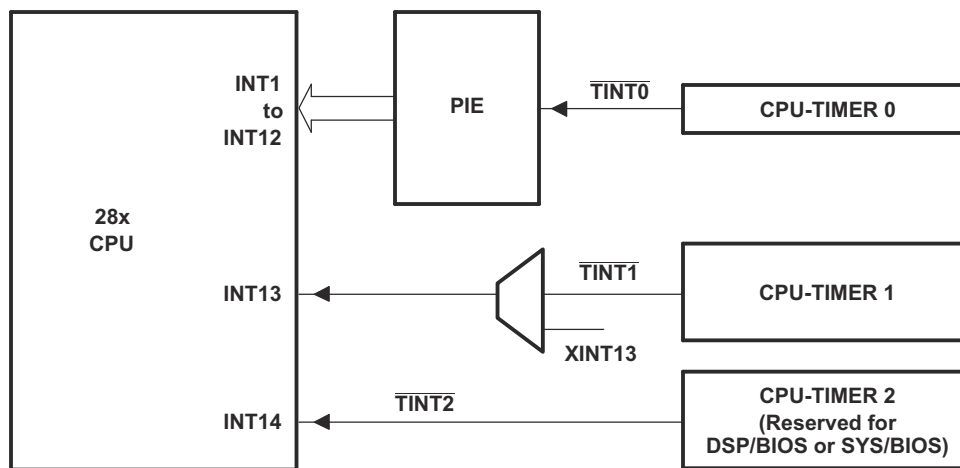 INT1
to
INT12
PIE
TINT0
CPU-TIMER 0
28x
CPU
INT13
TINT1
CPU-TIMER 1
XINT13
INT14
TINT2
CPU-TIMER 2
(Reserved for
DSP/BIOS or SYS/BIOS)